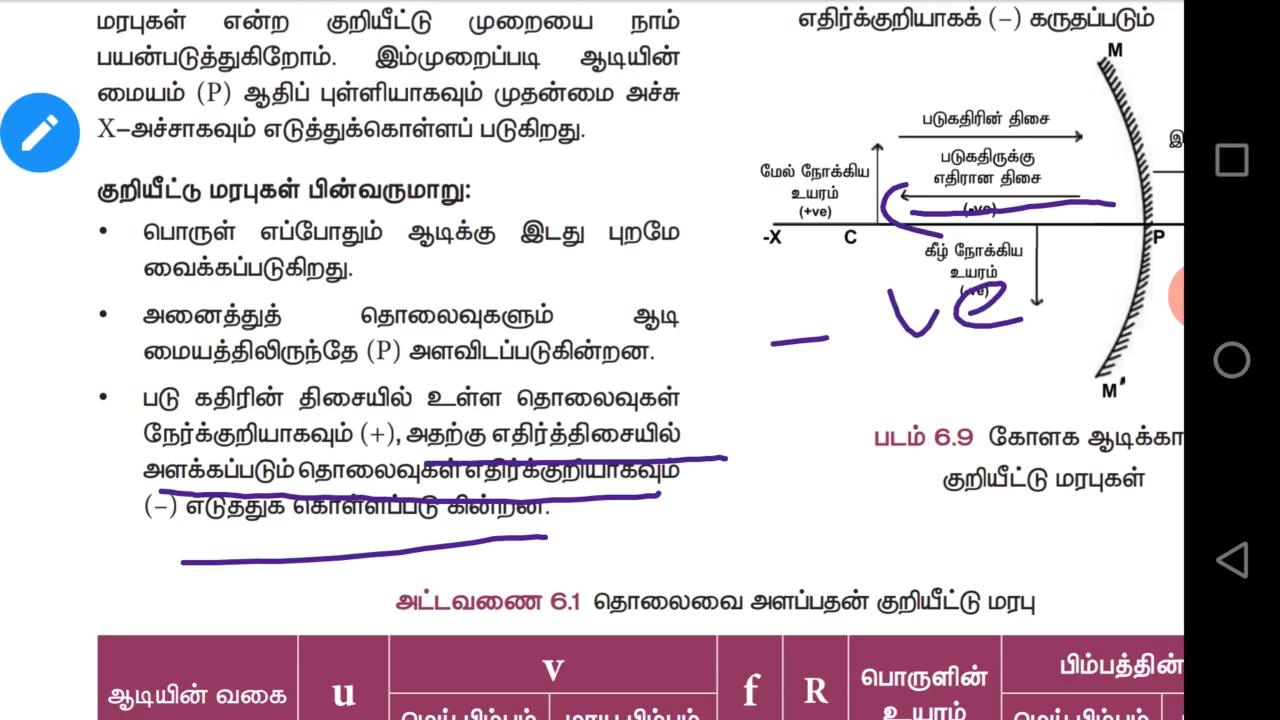 மரபுகள் என்ற குறியீட்டு முறையை நாம்
பயன்படுத்துகிறோம். இம்முறைப்படி ஆடியின்
மையம் (P) ஆதிப் புள்ளியாகவும் முதன்மை அச்சு
X–அச்சாகவும் எடுத்துக்கொள்ளப் படுகிறது.
குறியீட்டு மரபுகள் பின்வருமாறு:
• பொருள் எப்போதும் ஆடிக்கு இடது புறமே
வைக்கப்படுகிறது.
• அனைத்துத் தொலைவுகளும் ஆடி
மையத்திலிருந்தே (P) அளவிடப்படுகின்றன.
• படு கதிரின் திசையில் உள்ள தொலைவுகள்
நேர்க்குறியாகவும் (+), அதற்கு எதிர்த்திசையில்
அளக்கப்படும் தொலைவுகள் எதிர்க்குறியாகவும்
(–) எடுத்துக் கொள்ளப்படு கின்றன.
எதிர்க்குறியாகக் (–) கருதப்படும்
M
படுகதிரின் திசை
படுகதிருக்கு
எதிரான திசை
(-ve)
மேல் நோக்கிய
உயரம்
(+ve)
-X C P
கீழ் நோக்கிய
உயரம்
(-ve)
– ve
M'
படம் 6.9 கோளக ஆடிக்கா
குறியீட்டு மரபுகள்
அட்டவணை 6.1 தொலைவை அளப்பதன் குறியீட்டு மரபு
ஆடியின் வகை u v f R பொருளின்
உயரம்
பிம்பத்தின்
மெய் பிம்பம் மாய பிம்பம் மெய் பிம்பம்